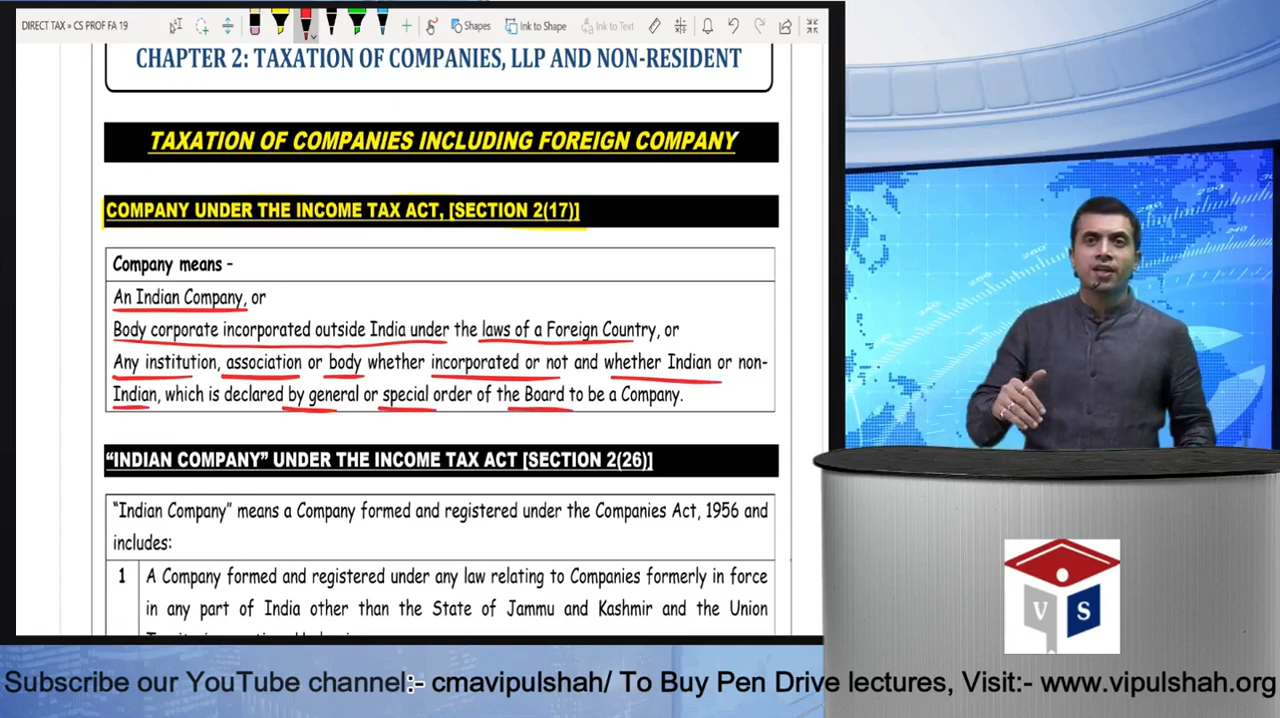 DIRECT TAX » CS PROF FA 19
Shapes
Ink to Shape
Ink to Text
CHAPTER 2: TAXATION OF COMPANIES, LLP AND NON-RESIDENT
TAXATION OF COMPANIES INCLUDING FOREIGN COMPANY
COMPANY UNDER THE INCOME TAX ACT, [SECTION 2(17)]
Company means -
An Indian Company, or
Body corporate incorporated outside India under the laws of a Foreign Country, or
Any institution, association or body whether incorporated or not and whether Indian or non-
Indian, which is declared by general or special order of the Board to be a Company.
“INDIAN COMPANY” UNDER THE INCOME TAX ACT [SECTION 2(26)]
“Indian Company” means a Company formed and registered under the Companies Act, 1956 and
includes:
1 A Company formed and registered under any law relating to Companies formerly in force
in any part of India other than the State of Jammu and Kashmir and the Union
V S
Subscribe our YouTube channel:- cmavipulshah/ To Buy Pen Drive lectures, Visit:- www.vipulshah.org